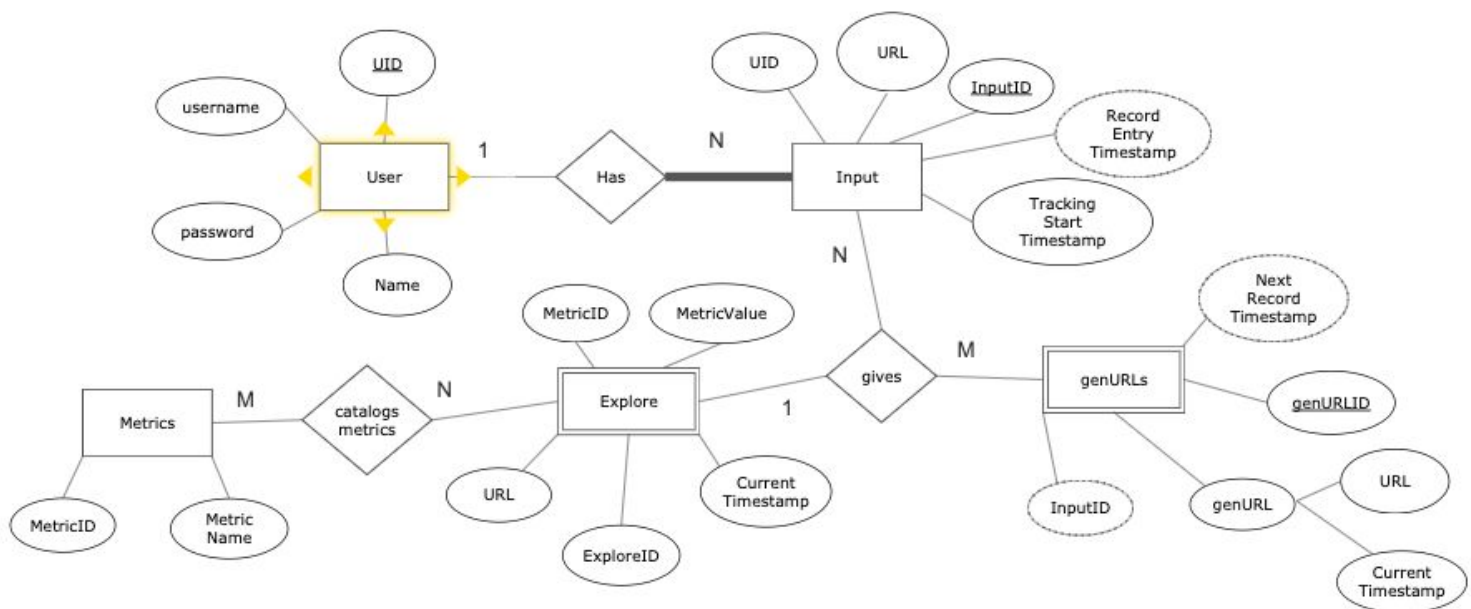 UID
URL
UID
InputID
username
Record
Entry
Timestamp
1
N
User
Has
Input
Tracking
Start
Timestamp
password
N
Name
Next
Record
Timestamp
MetricID
MetricValue
M
gives
genURLs
M
N
1
Metrics
catalogs
metrics
Explore
genURLID
URL
Current
Timestamp
URL
MetricID
Metric
Name
InputID
genURL
ExploreID
Current
Timestamp